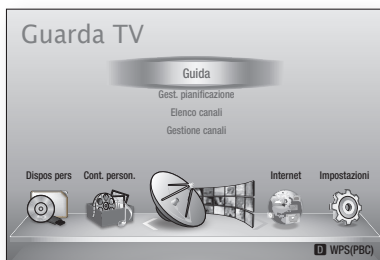 Guarda TV
Guida
Gest. pianificazione
Elenco canali
Gestione canali
Dispos pers Cont. person. Internet Impostazioni
D WPS(PBC)